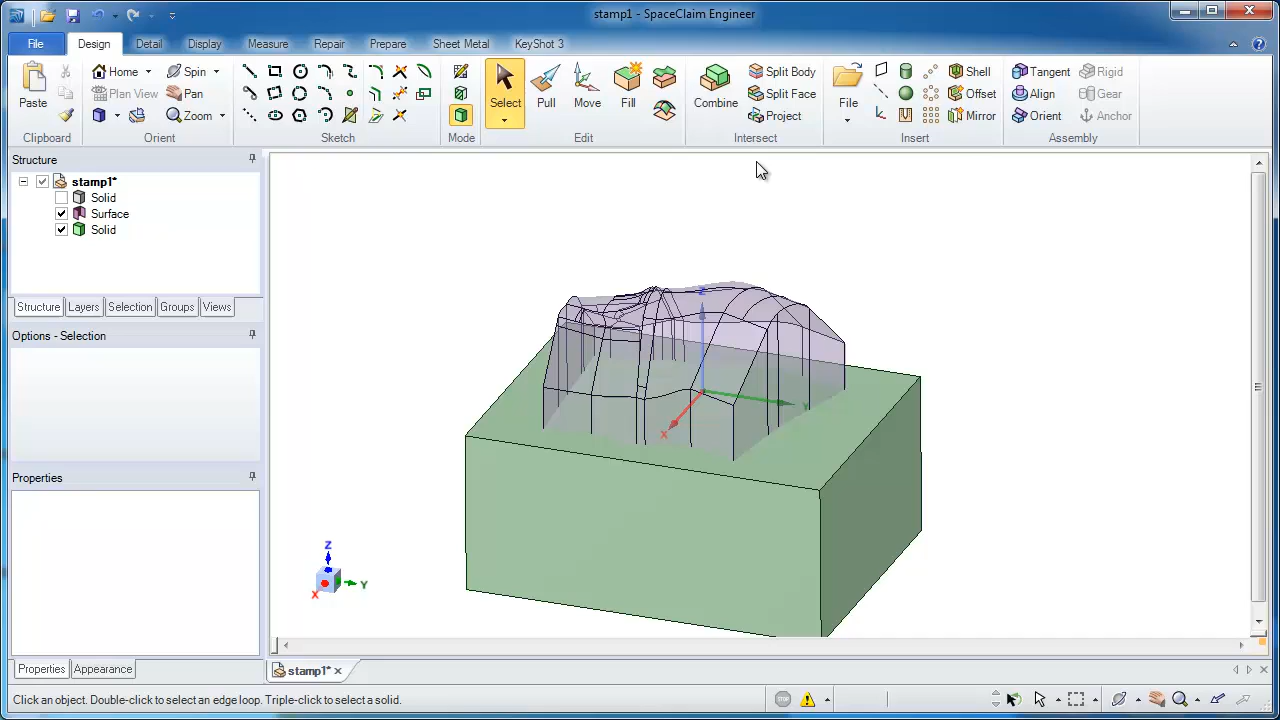 stamp1 - SpaceClaim Engineer
File Design Detail Display Measure Repair Prepare Sheet Metal KeyShot 3
Paste
Clipboard
Home Spin
Plan View Pan
Zoom
Orient
Sketch
Mode
Select Pull Move Fill
Edit
Combine
Split Body
Split Face
Project
Intersect
File
Shell
Offset
Mirror
Insert
Tangent Rigid
Align Gear
Orient Anchor
Assembly
Structure
stamp1*
Solid
Surface
Solid
Structure Layers Selection Groups Views
Options - Selection
Properties
Properties Appearance
Z
Y
X
Z
Y
X
stamp1*
Click an object. Double-click to select an edge loop. Triple-click to select a solid.